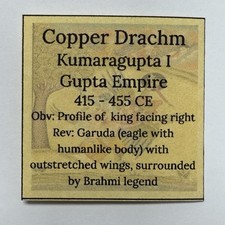 Copper Drachm
Kumaragupta I
Gupta Empire
415 - 455 CE
Obv: Profile of king facing right
Rev: Garuda (eagle with
humanlike body) with
outstretched wings, surrounded
by Brahmi legend